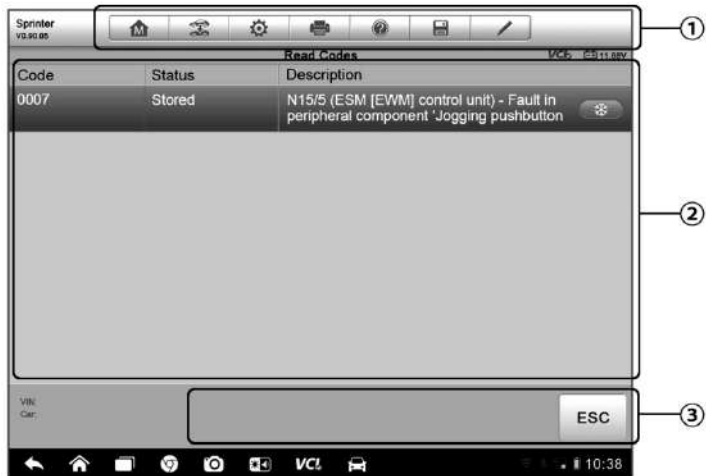 Sprinter
V0.90.05
Read Codes
VCI 11.08V
Code Status Description
0007 Stored N15/5 (ESM [EWM] control unit) - Fault in
peripheral component 'Jogging pushbutton
VIN:
Car:
ESC
VCI
10:38
①
②
③